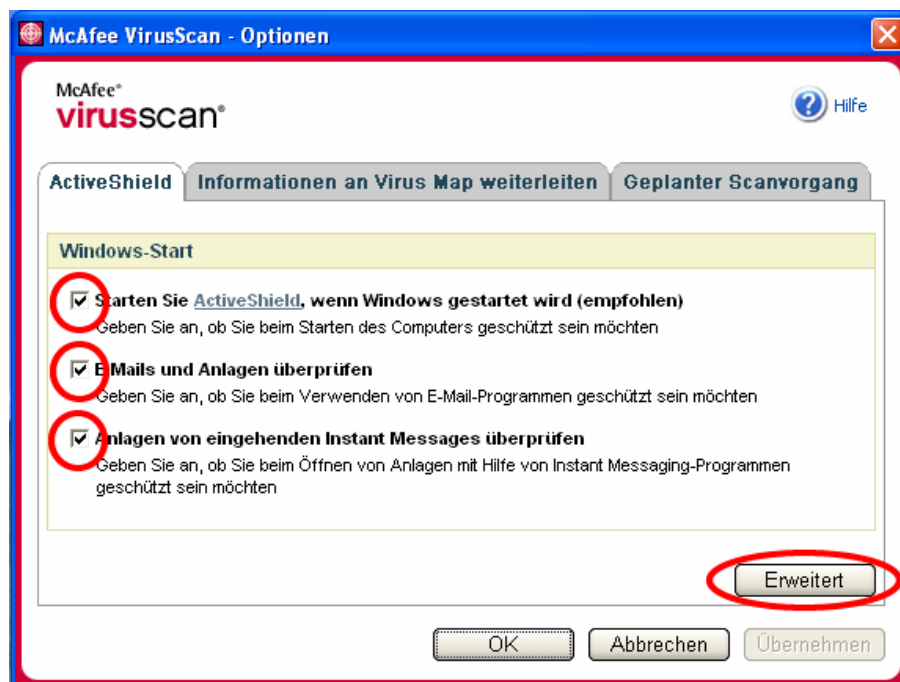 McAfee VirusScan - Optionen
McAfee®
virusscan®
Hilfe
ActiveShield
Informationen an Virus Map weiterleiten
Geplanter Scanvorgang
Windows-Start
Starten Sie ActiveShield, wenn Windows gestartet wird (empfohlen)
Geben Sie an, ob Sie beim Starten des Computers geschützt sein möchten
E-Mails und Anlagen überprüfen
Geben Sie an, ob Sie beim Verwenden von E-Mail-Programmen geschützt sein möchten
Anlagen von eingehenden Instant Messages überprüfen
Geben Sie an, ob Sie beim Öffnen von Anlagen mit Hilfe von Instant Messaging-Programmen
geschützt sein möchten
Erweitert
OK
Abbrechen
Übernehmen